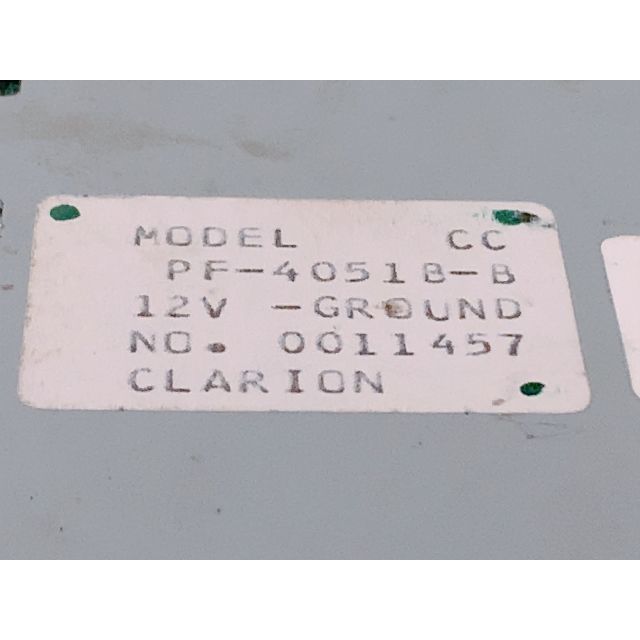 MODEL CC
PF-4051B-B
12V -GROUND
NO. 0011457
CLARION